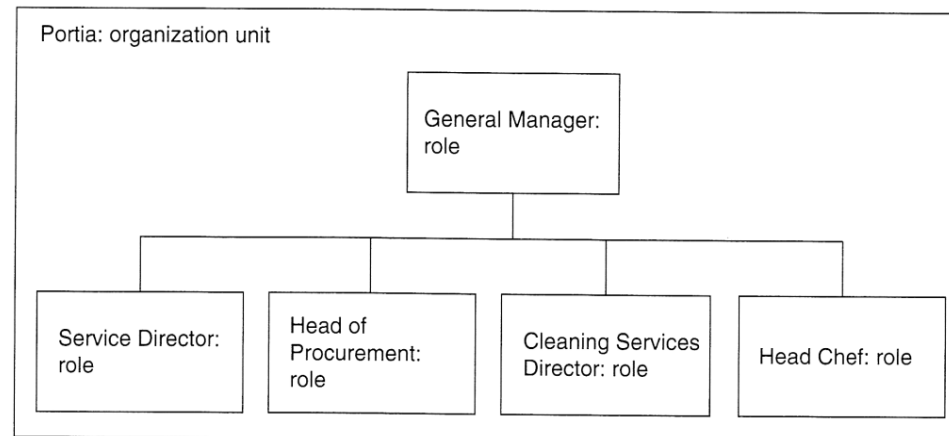 Portia: organization unit
General Manager:
role
Service Director:
role
Head of
Procurement:
role
Cleaning Services
Director: role
Head Chef: role